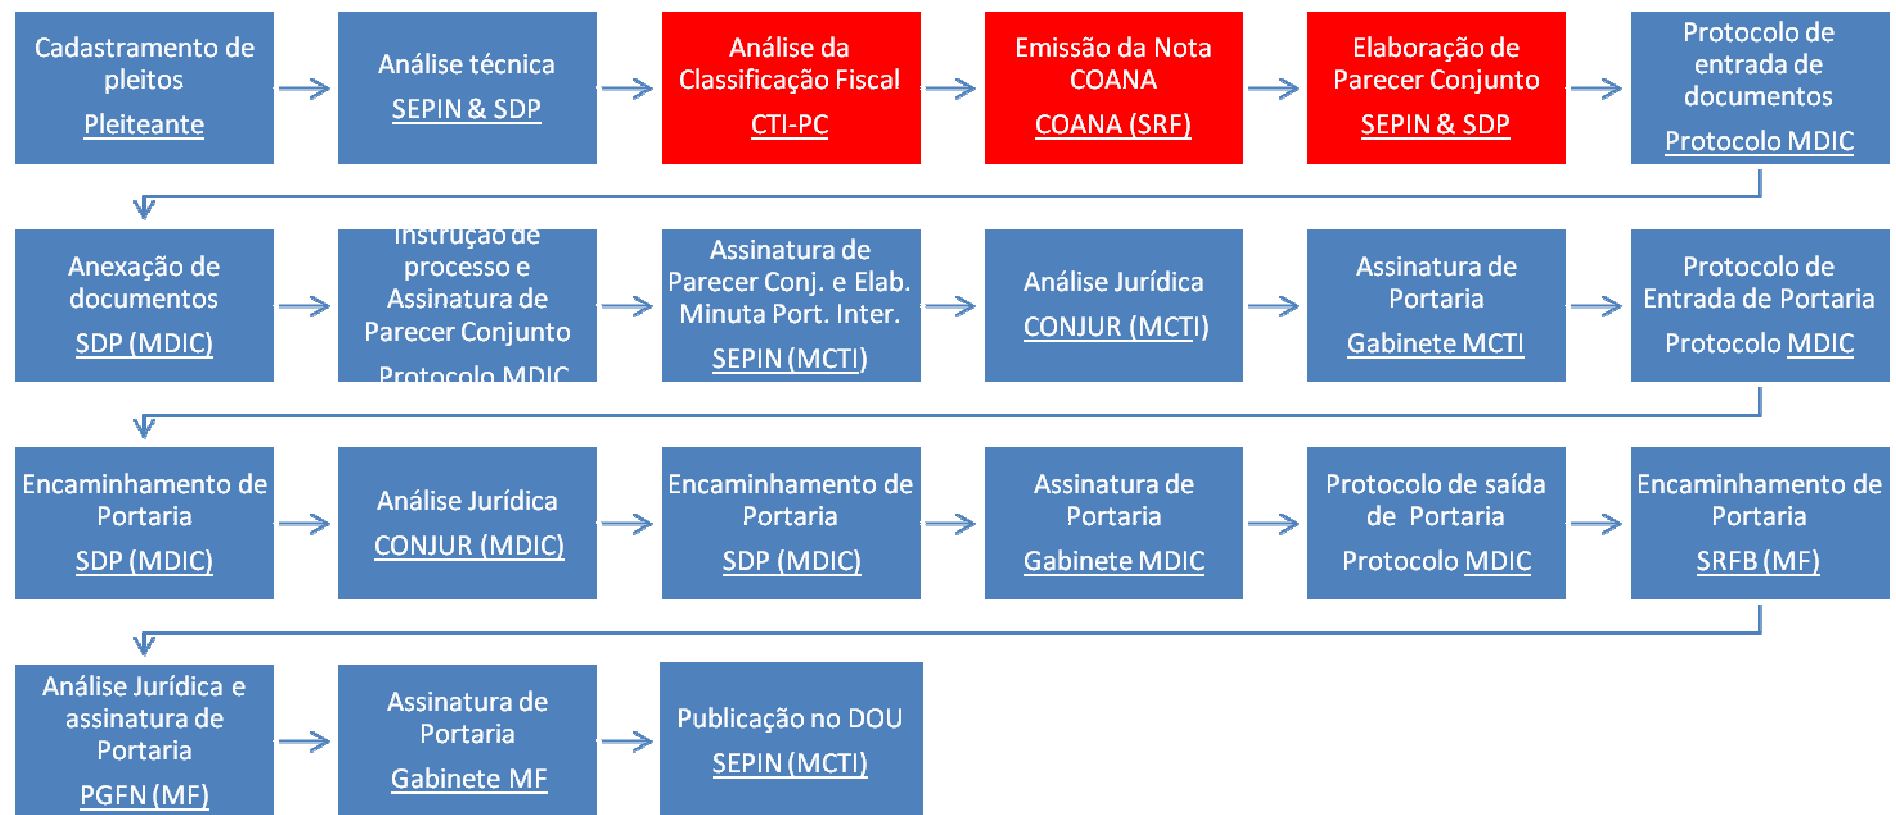 Cadastramento de
pleitos
Pleiteante
Análise técnica
SEPIN & SDP
Análise da
Classificação Fiscal
CTI-PC
Emissão da Nota
COANA
COANA (SRF)
Elaboração de
Parecer Conjunto
SEPIN & SDP
Protocolo de
entrada de
documentos
Protocolo MDIC
Anexação de
documentos
SDP (MDIC)
Instrução de
processo e
Assinatura de
Parecer Conjunto
Protocolo MDIC
Assinatura de
Parecer Conj. e Elab.
Minuta Port. Inter.
SEPIN (MCTI)
Análise Jurídica
CONJUR (MCTI)
Assinatura de
Portaria
Gabinete MCTI
Protocolo de
Entrada de Portaria
Protocolo MDIC
Encaminhamento de
Portaria
SDP (MDIC)
Análise Jurídica
CONJUR (MDIC)
Encaminhamento de
Portaria
SDP (MDIC)
Assinatura de
Portaria
Gabinete MDIC
Protocolo de saída
de Portaria
Protocolo MDIC
Encaminhamento de
Portaria
SRFB (MF)
Análise Jurídica e
assinatura de
Portaria
PGFN (MF)
Assinatura de
Portaria
Gabinete MF
Publicação no DOU
SEPIN (MCTI)